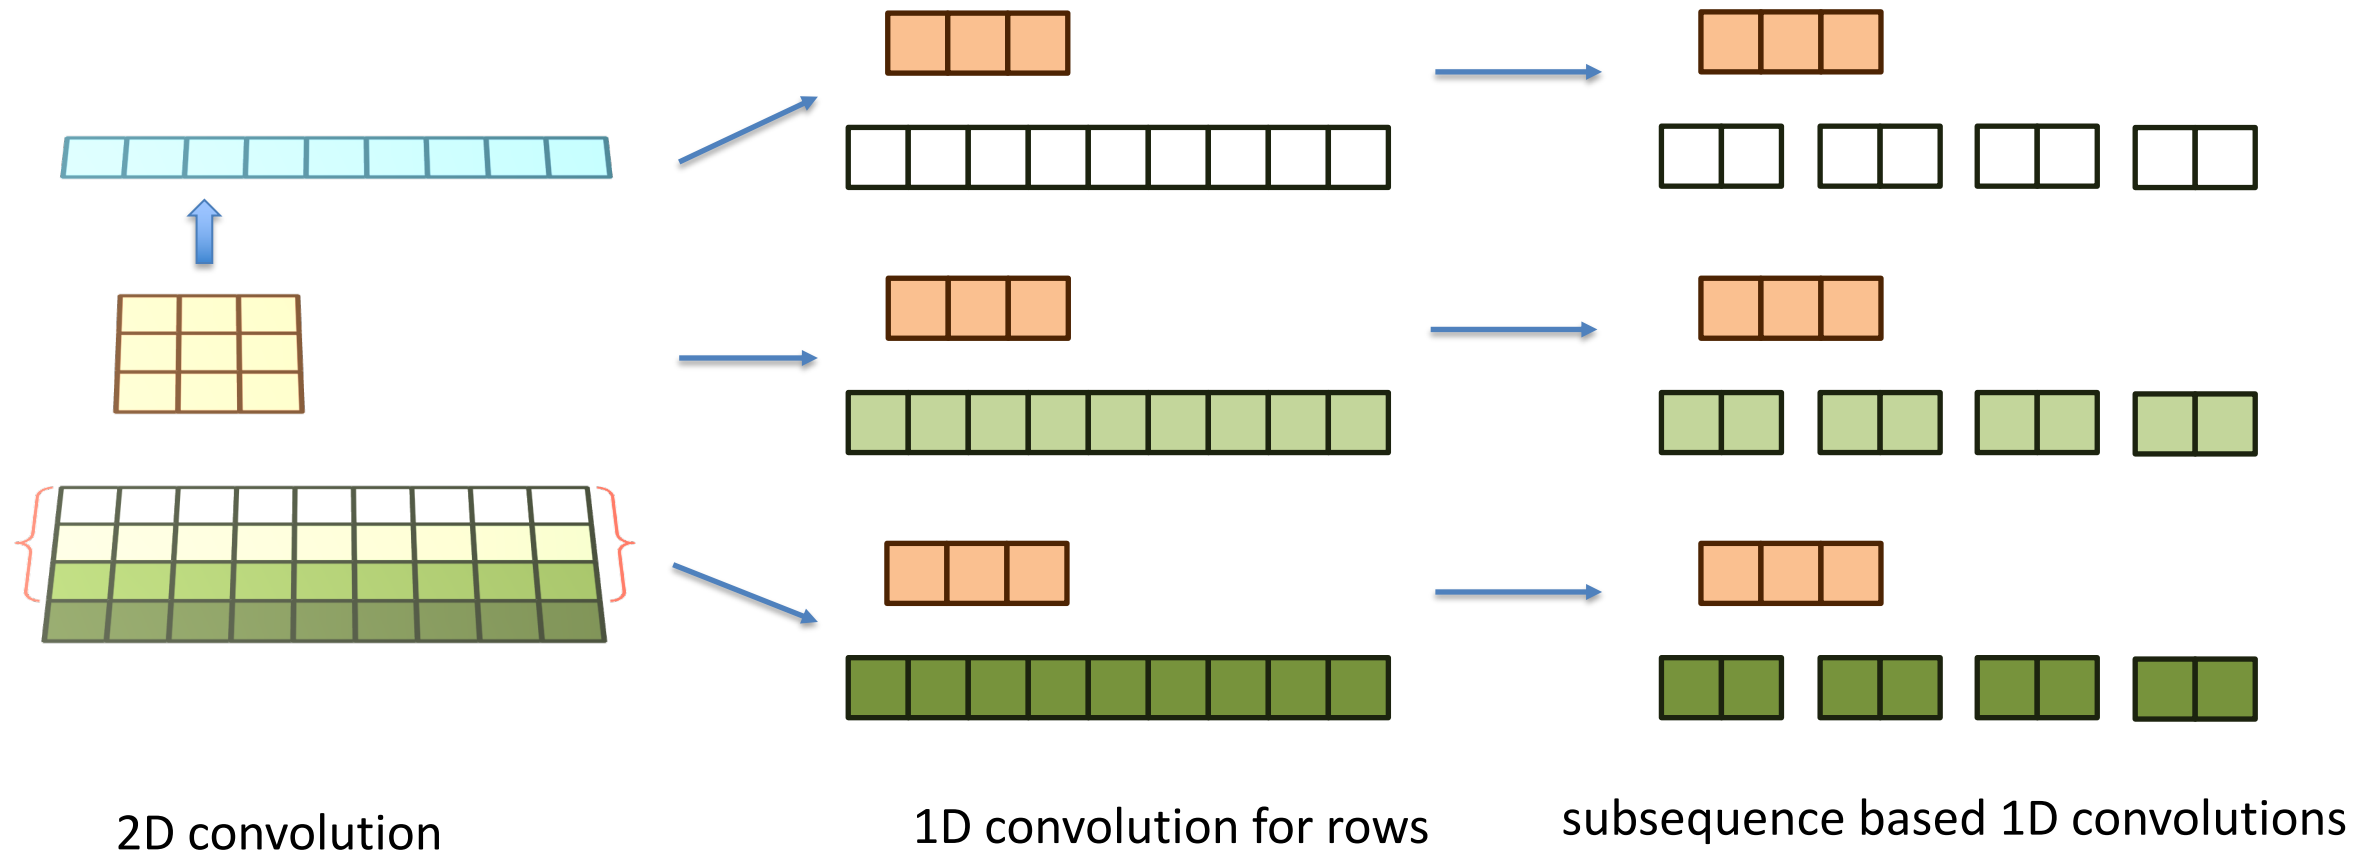 2D convolution
1D convolution for rows
subsequence based 1D convolutions